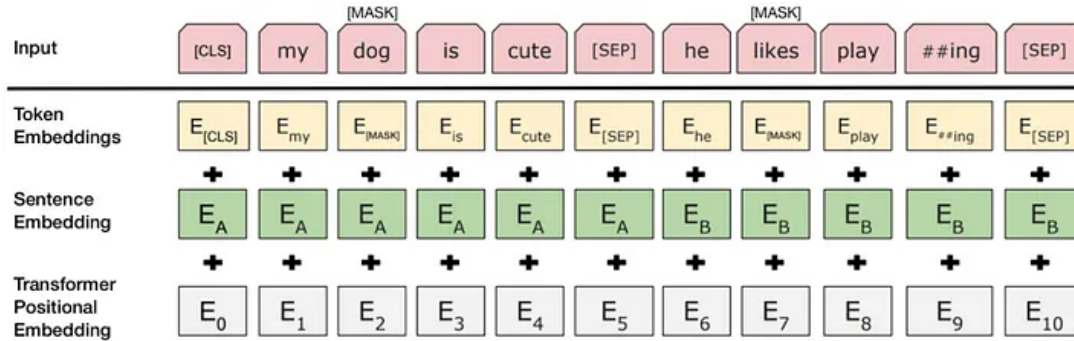 [MASK] [MASK]
Input [CLS] my dog is cute [SEP] he likes play ##ing [SEP]
Token
Embeddings
E[CLS] Emy E[MASK] Eis Ecute E[SEP] Ehe E[MASK] Eplay E##ing E[SEP]
+ + + + + + + + + + +
Sentence
Embedding
EA EA EA EA EA EA EB EB EB EB EB
+ + + + + + + + + + +
Transformer
Positional
Embedding
E0 E1 E2 E3 E4 E5 E6 E7 E8 E9 E10